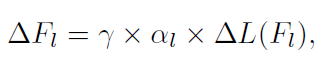 ΔF_l = γ × α_l × ΔL(F_l),